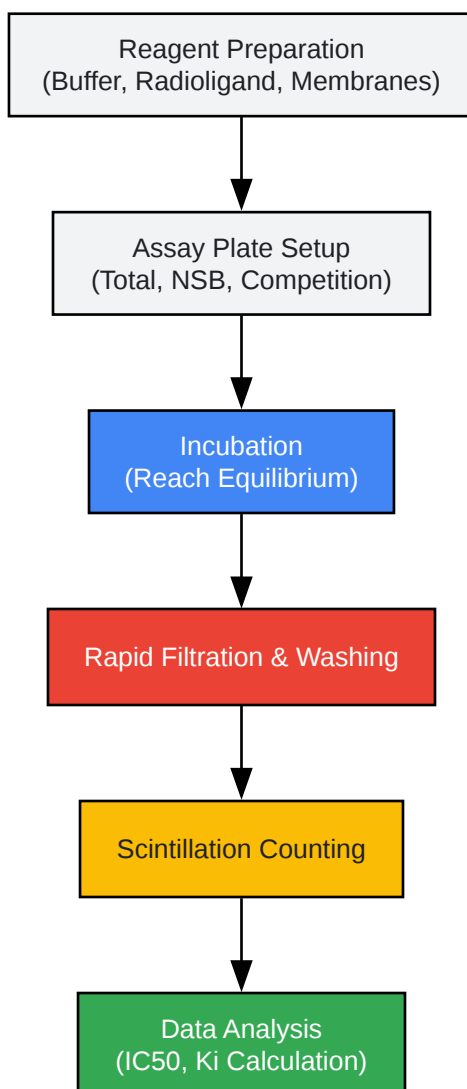 Reagent Preparation
(Buffer, Radioligand, Membranes)
Assay Plate Setup
(Total, NSB, Competition)
Incubation
(Reach Equilibrium)
Rapid Filtration & Washing
Scintillation Counting
Data Analysis
(IC50, Ki Calculation)